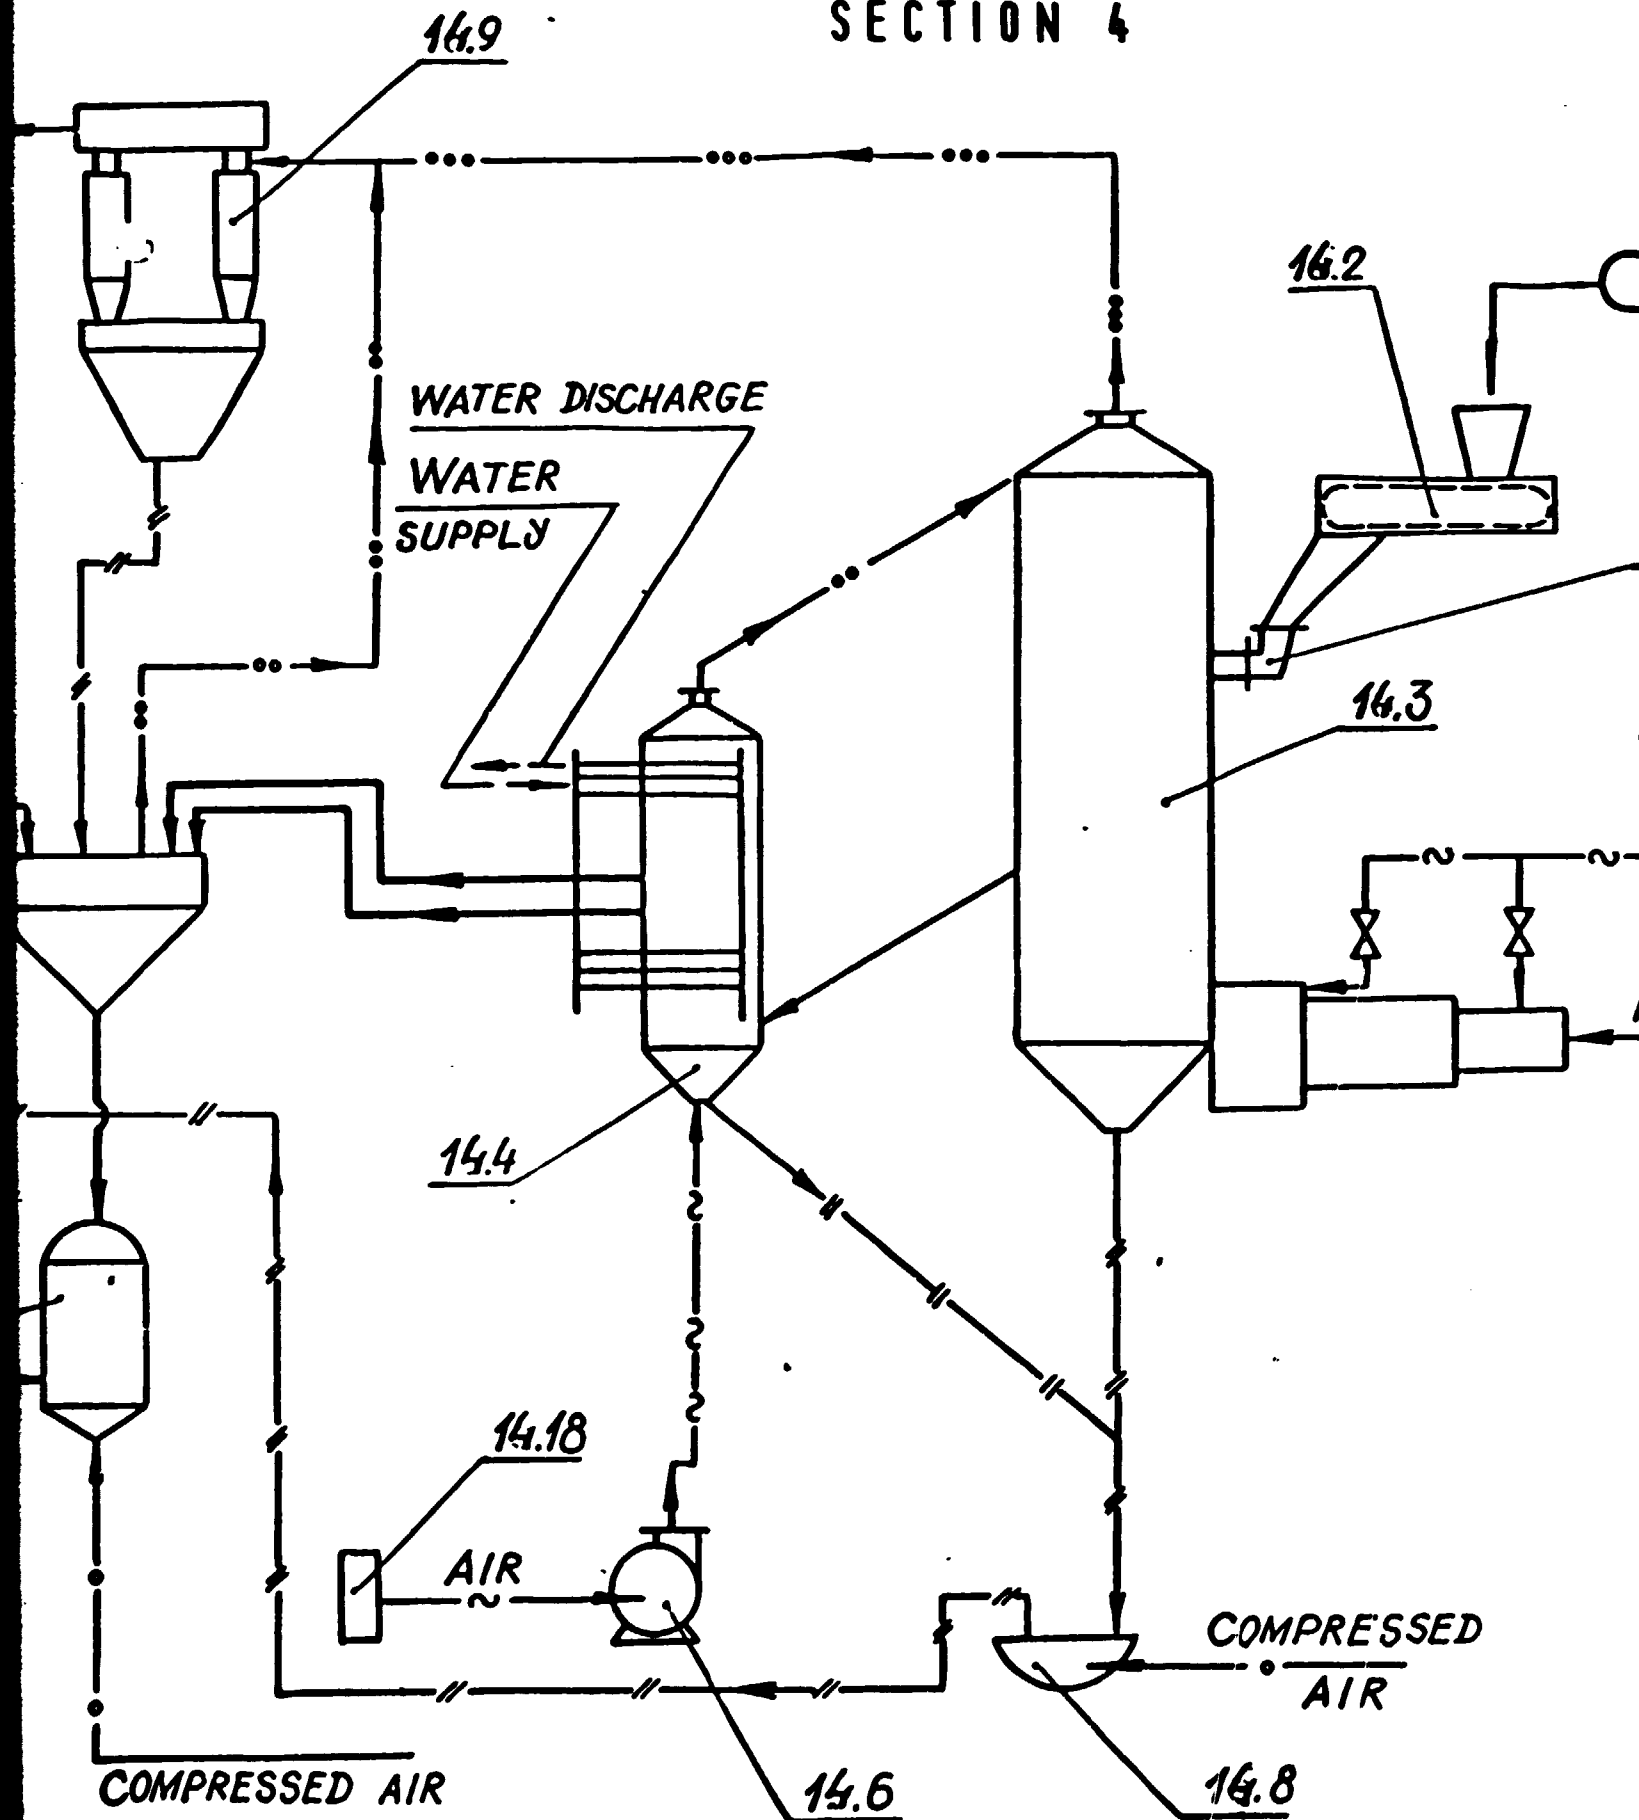 SECTION 4
14.9
14.2
WATER DISCHARGE
WATER
SUPPLY
14.3
14.4
14.18
AIR
COMPRESSED
AIR
COMPRESSED AIR
14.6
14.8